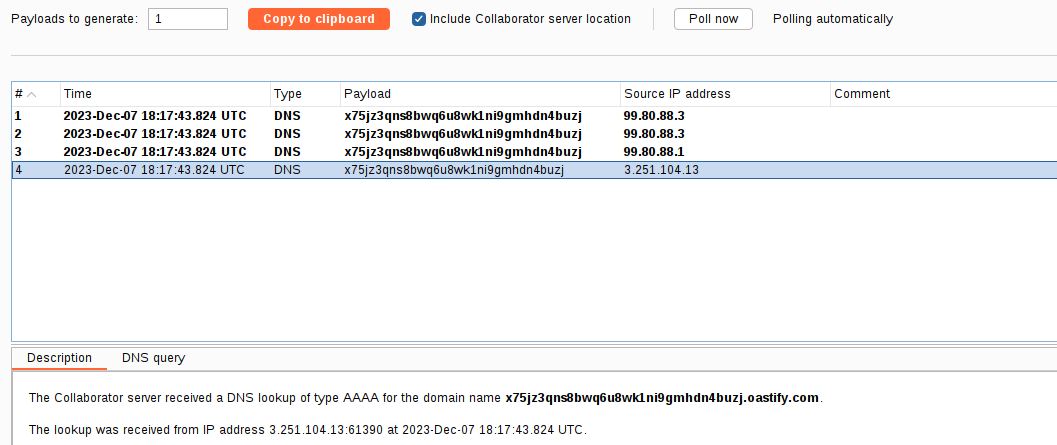 Payloads to generate: 1 Copy to clipboard Include Collaborator server location Poll now Polling automatically
# Time Type Payload Source IP address Comment
1 2023-Dec-07 18:17:43.824 UTC DNS x75jz3qns8bwq6u8wk1ni9gmhdn4buzj 99.80.88.3
2 2023-Dec-07 18:17:43.824 UTC DNS x75jz3qns8bwq6u8wk1ni9gmhdn4buzj 99.80.88.3
3 2023-Dec-07 18:17:43.824 UTC DNS x75jz3qns8bwq6u8wk1ni9gmhdn4buzj 99.80.88.1
4 2023-Dec-07 18:17:43.824 UTC DNS x75jz3qns8bwq6u8wk1ni9gmhdn4buzj 3.251.104.13
Description DNS query
The Collaborator server received a DNS lookup of type AAAA for the domain name x75jz3qns8bwq6u8wk1ni9gmhdn4buzj.oastify.com.
The lookup was received from IP address 3.251.104.13:61390 at 2023-Dec-07 18:17:43.824 UTC.